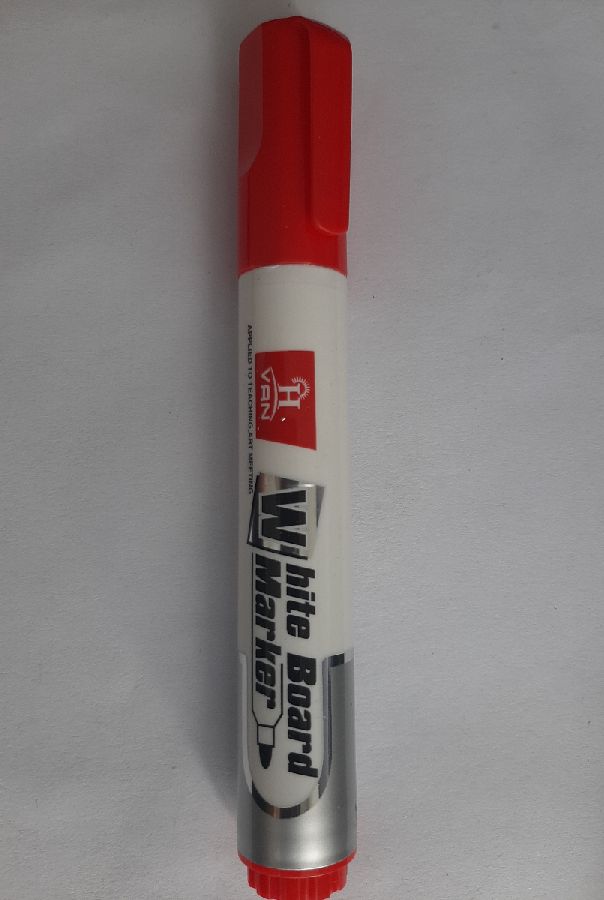 H
VAN
APPLIED TO TEACHING,ART MEETING
White Board
Marker